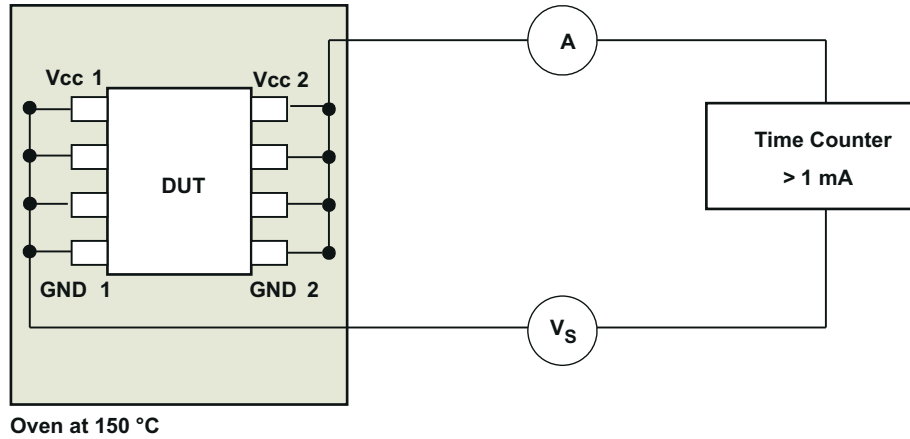 Vcc 1
Vcc 2
DUT
GND 1
GND 2
A
Time Counter
> 1 mA
VS
Oven at 150 °C